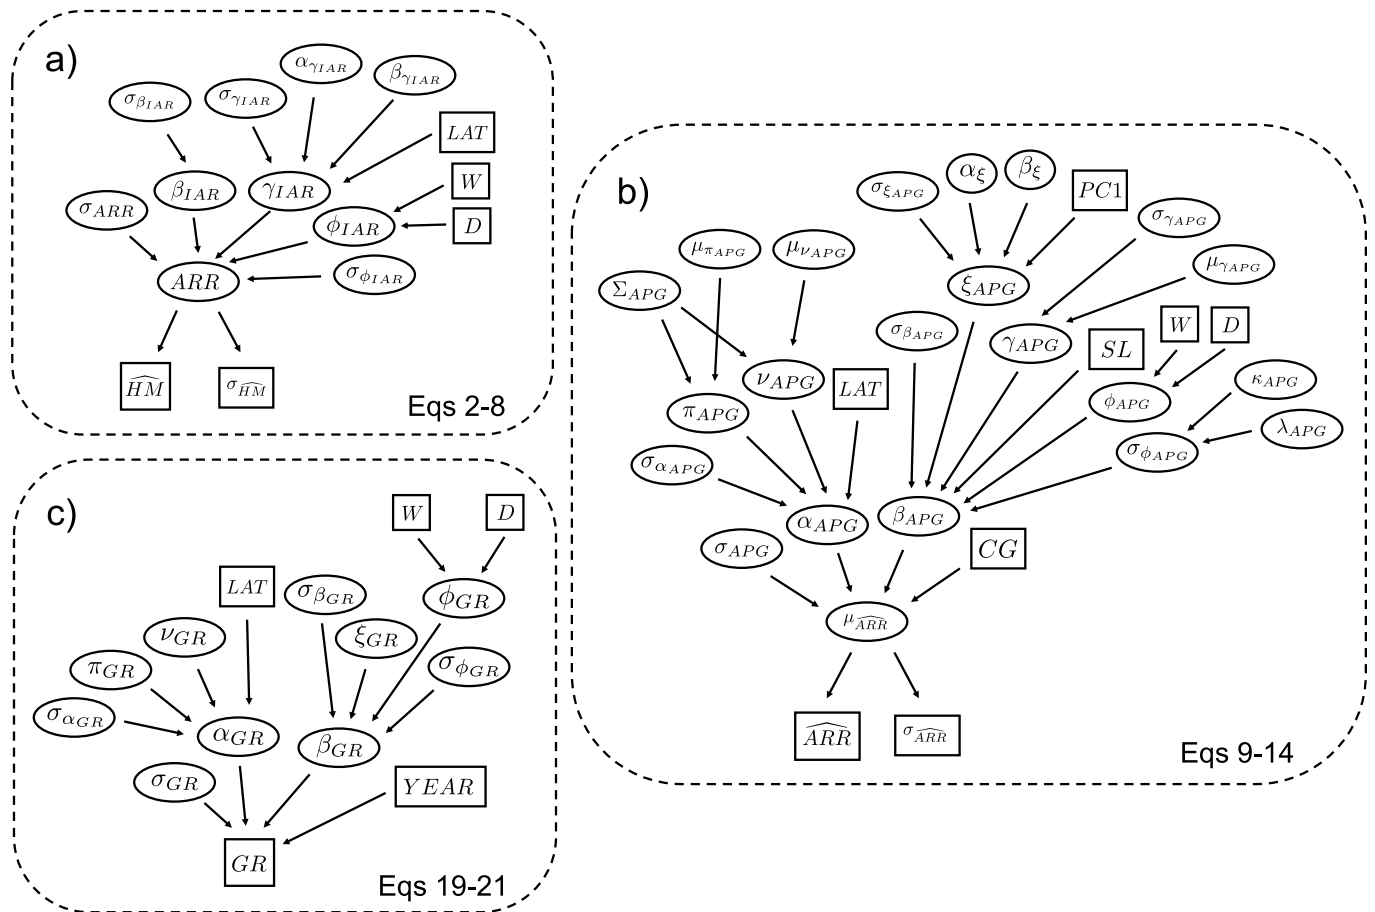 a)
α_{γ_{IAR}}
β_{γ_{IAR}}
σ_{β_{IAR}}
σ_{γ_{IAR}}
LAT
W
β_{IAR}
γ_{IAR}
σ_{ARR}
ϕ_{IAR}
D
ARR
σ_{ϕ_{IAR}}
\widehat{HM}
σ_{\widehat{HM}}
Eqs 2-8
b)
σ_{ξ_{APG}}
α_ξ
β_ξ
PC1
σ_{γ_{APG}}
μ_{π_{APG}}
μ_{ν_{APG}}
μ_{γ_{APG}}
Σ_{APG}
ξ_{APG}
σ_{β_{APG}}
γ_{APG}
SL
W
D
ν_{APG}
LAT
κ_{APG}
π_{APG}
ϕ_{APG}
λ_{APG}
σ_{α_{APG}}
σ_{ϕ_{APG}}
α_{APG}
β_{APG}
σ_{APG}
CG
μ_{\widehat{ARR}}
\widehat{ARR}
σ_{\widehat{ARR}}
Eqs 9-14
c)
W
D
LAT
σ_{β_{GR}}
ϕ_{GR}
ν_{GR}
ξ_{GR}
π_{GR}
σ_{ϕ_{GR}}
σ_{α_{GR}}
α_{GR}
β_{GR}
σ_{GR}
YEAR
GR
Eqs 19-21